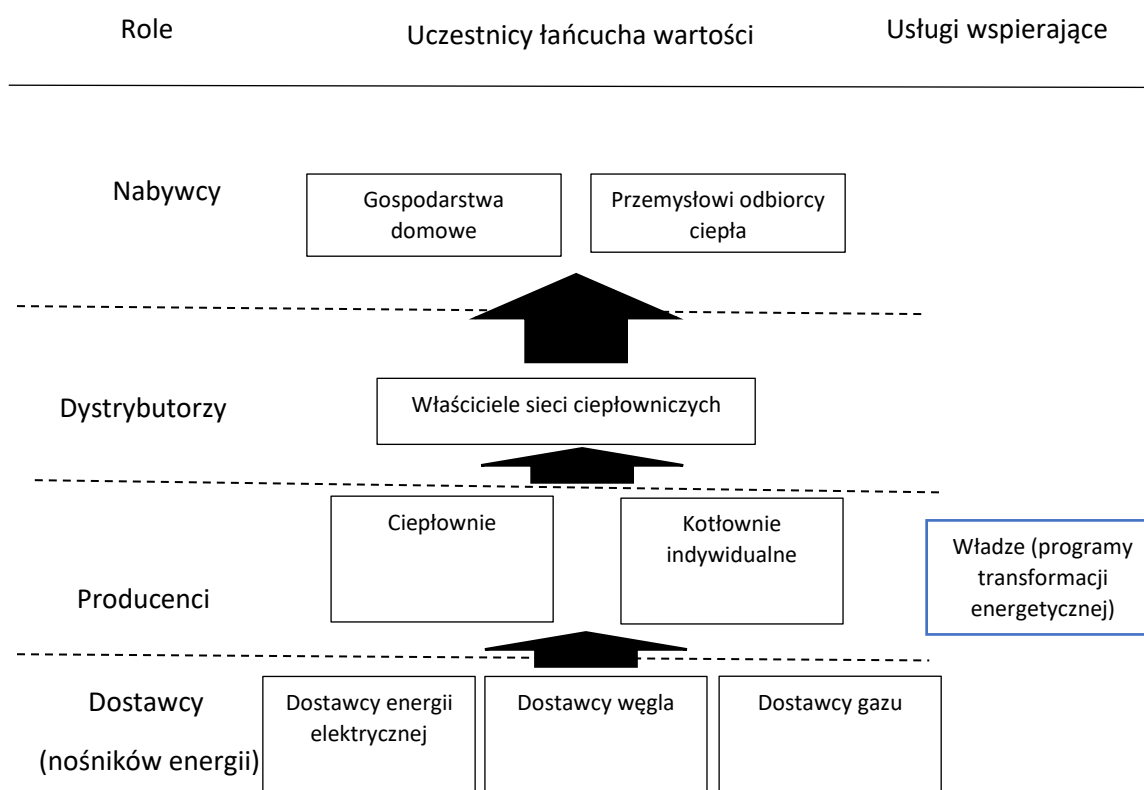 Role
Uczestnicy łańcucha wartości
Usługi wspierające
Nabywcy
Gospodarstwa
domowe
Przemysłowi odbiorcy
ciepła
Dystrybutorzy
Właściciele sieci ciepłowniczych
Producenci
Ciepłownie
Kotłownie
indywidualne
Władze (programy
transformacji
energetycznej)
Dostawcy
(nośników energii)
Dostawcy energii
elektrycznej
Dostawcy węgla
Dostawcy gazu